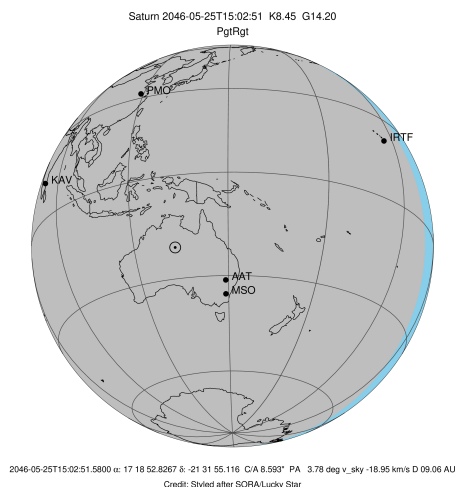 Saturn 2046-05-25T15:02:51 K8.45 G14.20
PgtRgt
PMO
IRTF
KAV
AAT
MSO
2046-05-25T15:02:51.5800 α: 17 18 52.8267 δ: -21 31 55.116 C/A 8.593" PA 3.78 deg v_sky -18.95 km/s D 09.06 AU
Credit: Styled after SORA/Lucky Star